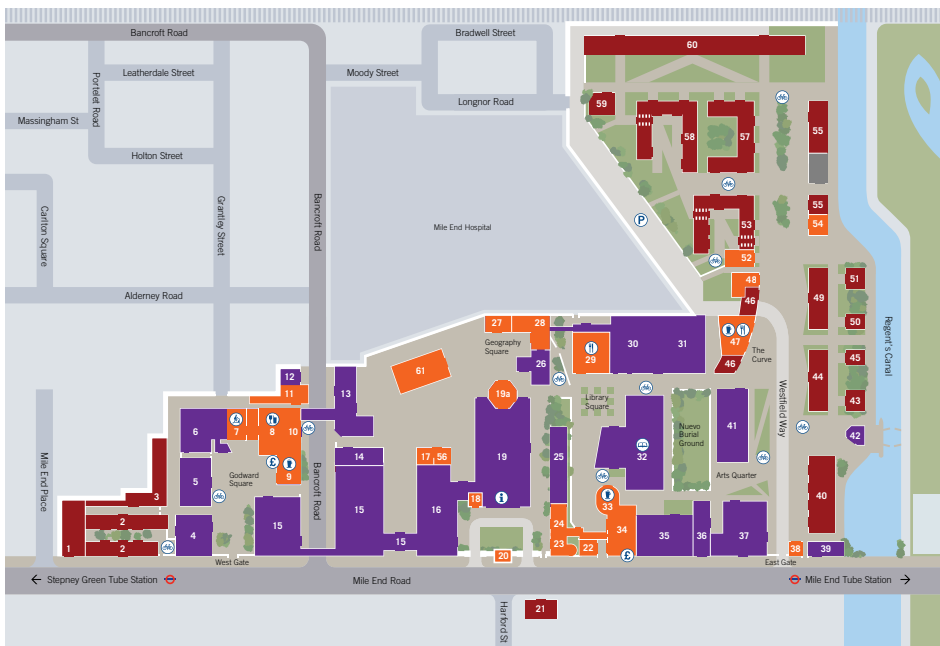 Bancroft Road
Bradwell Street
Portelet Road
Leatherdale Street
Moody Street
Longnor Road
Massingham St
Holton Street
Carlton Square
Grantley Street
Bancroft Road
Mile End Hospital
Alderney Road
60
59
58
57
55
P
53
55
54
52
48
46
51
49
50
Regent's Canal
27
28
Geography
Square
30
31
47
The
Curve
46
29
26
45
44
43
61
12
11
13
19a
Library
Square
Westfield Way
Nuevo
Burial
Ground
41
42
6
7
8
10
£
9
14
17
56
25
32
Arts Quarter
Mile End Place
3
5
Godward
Square
Bancroft Road
19
i
18
33
40
2
4
15
15
16
24
34
35
36
37
1
2
15
23
22
£
38
39
20
West Gate
East Gate
Stepney Green Tube Station
Mile End Road
Mile End Tube Station
Harford St
21